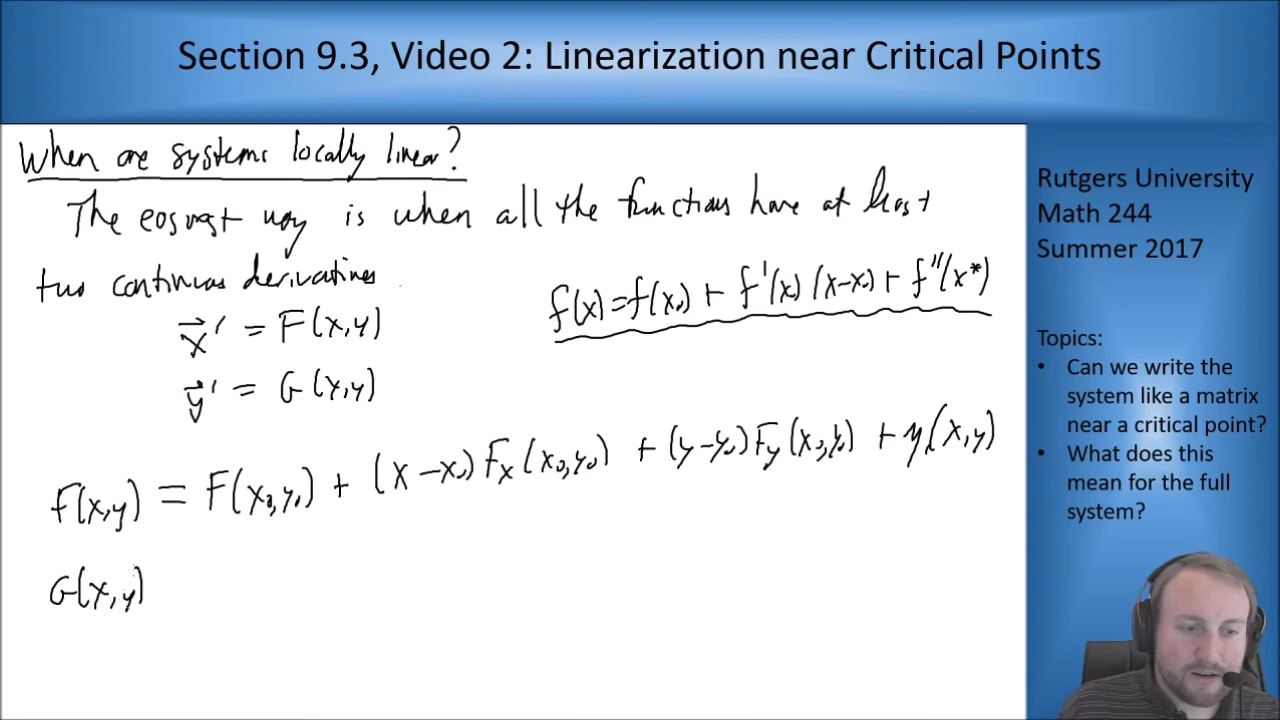 Section 9.3, Video 2: Linearization near Critical Points
When are systems locally linear?
The easiest way is when all the functions have at least
two continuous derivatives
f(x) = f(x₀) + f'(x) (x-x₀) + f''(x*)
x⃗' = F(x,y)
y⃗' = G(x,y)
F(x,y) = F(x₀,y₀) + (x-x₀) Fₓ(x₀,y₀) + (y-y₀) F_y(x₀,y₀) + η₁(x,y)
G(x,y)
Rutgers University
Math 244
Summer 2017
Topics:
• Can we write the
system like a matrix
near a critical point?
• What does this
mean for the full
system?